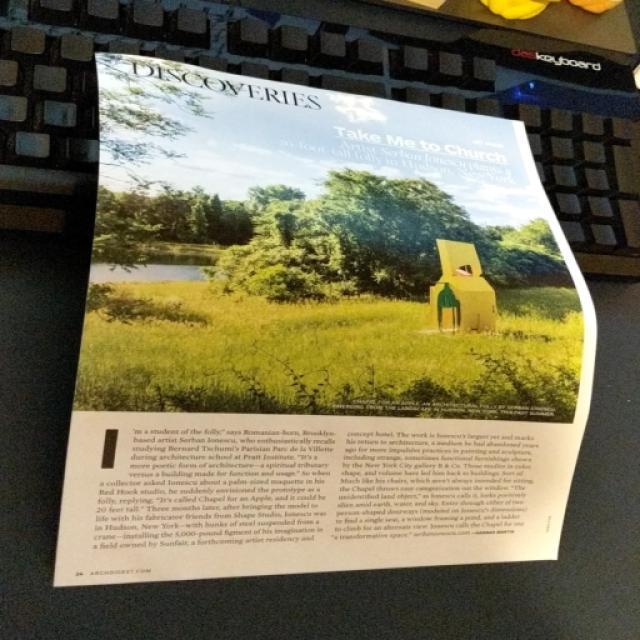 daskeyboard
DISCOVERIES
Take Me to Church
I'm a student of the folly," says Romanian-born, Brooklyn-
based artist Serban Ionescu, who enthusiastically recalls
studying Bernard Tschumi's Parisian Parc de la Villette
during architecture school at Pratt Institute. "It's a
more poetic form of architecture—a spiritual tributary
versus a building made for function and usage." So when
a collector asked Ionescu about a palm-sized maquette in his
Red Hook studio, he suddenly envisioned the prototype as a
folly, replying, "It's called Chapel for an Apple, and it could be
20 feet tall." Three months later, after bringing the model to
life with his fabricator friends from Shape Studio, Ionescu was
in Hudson, New York—with hunks of steel suspended from a
crane—installing the 5,000-pound figment of his imagination in
a field owned by Sunfair, a forthcoming artist residency and
concept hotel. The work is Ionescu's largest yet and marks
his return to architecture, a medium he had abandoned years
ago for more impulsive practices in painting and sculpture,
including strange, sometimes functional furnishings shown
by the New York City gallery R & Co. Those studies in color,
shape, and volume have led him back to buildings. Sort of.
Much like his chairs, which aren't always intended for sitting,
the Chapel throws easy categorization out the window. "The
unidentified land object," as Ionescu calls it, looks
alien amid earth, water, and sky. Enter through either of two
person-shaped doorways (modeled on Ionescu's dimensions)
to find a single seat, a window framing a pond, and a ladder
to climb for an alternate view. Ionescu calls the Chapel for one
"a transformative space." serbanionescu.com —HANNAH MARTIN
24 ARCHDIGEST.COM